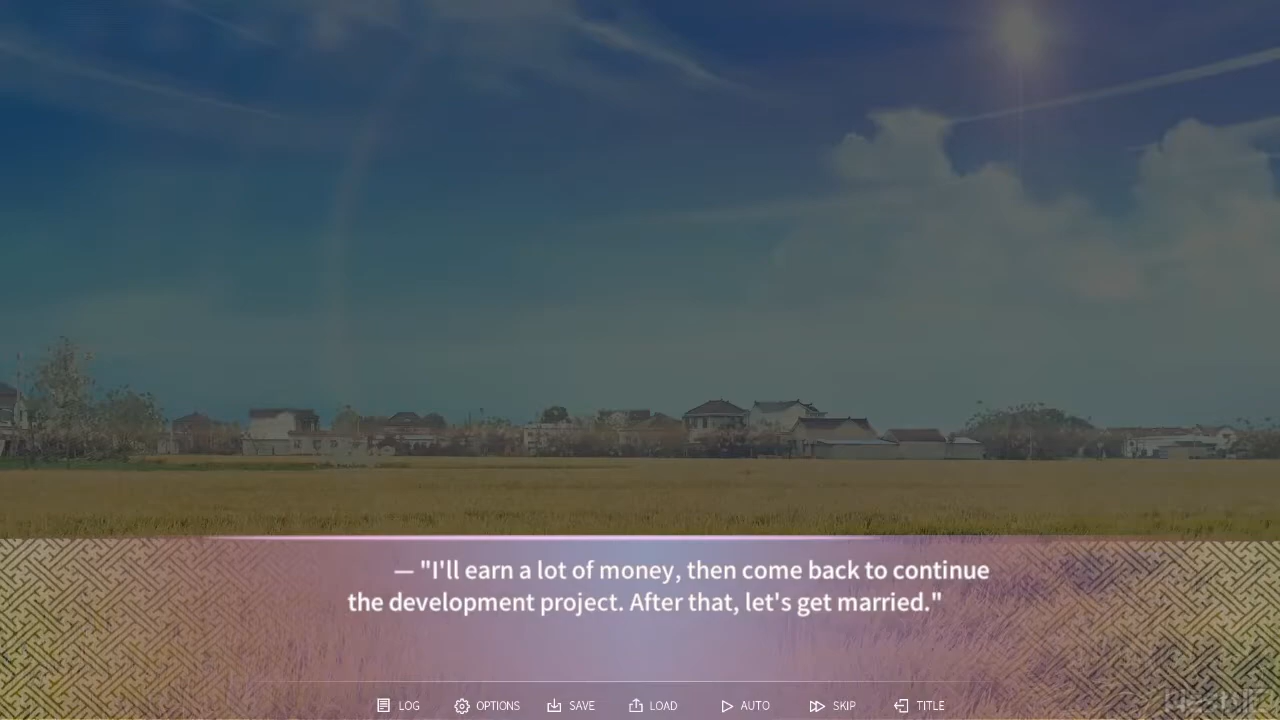 — "I'll earn a lot of money, then come back to continue
the development project. After that, let's get married."
LOG OPTIONS SAVE LOAD AUTO SKIP TITLE